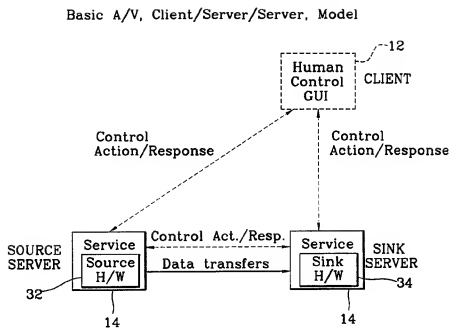 Basic A/V, Client/Server/Server, Model
12
Human
Control
GUI
CLIENT
Control
Action/Response
Control
Action/Response
SOURCE
SERVER
Service
Source
H/W
32
14
Control Act./Resp.
Data transfers
Service
Sink
H/W
SINK
SERVER
34
14